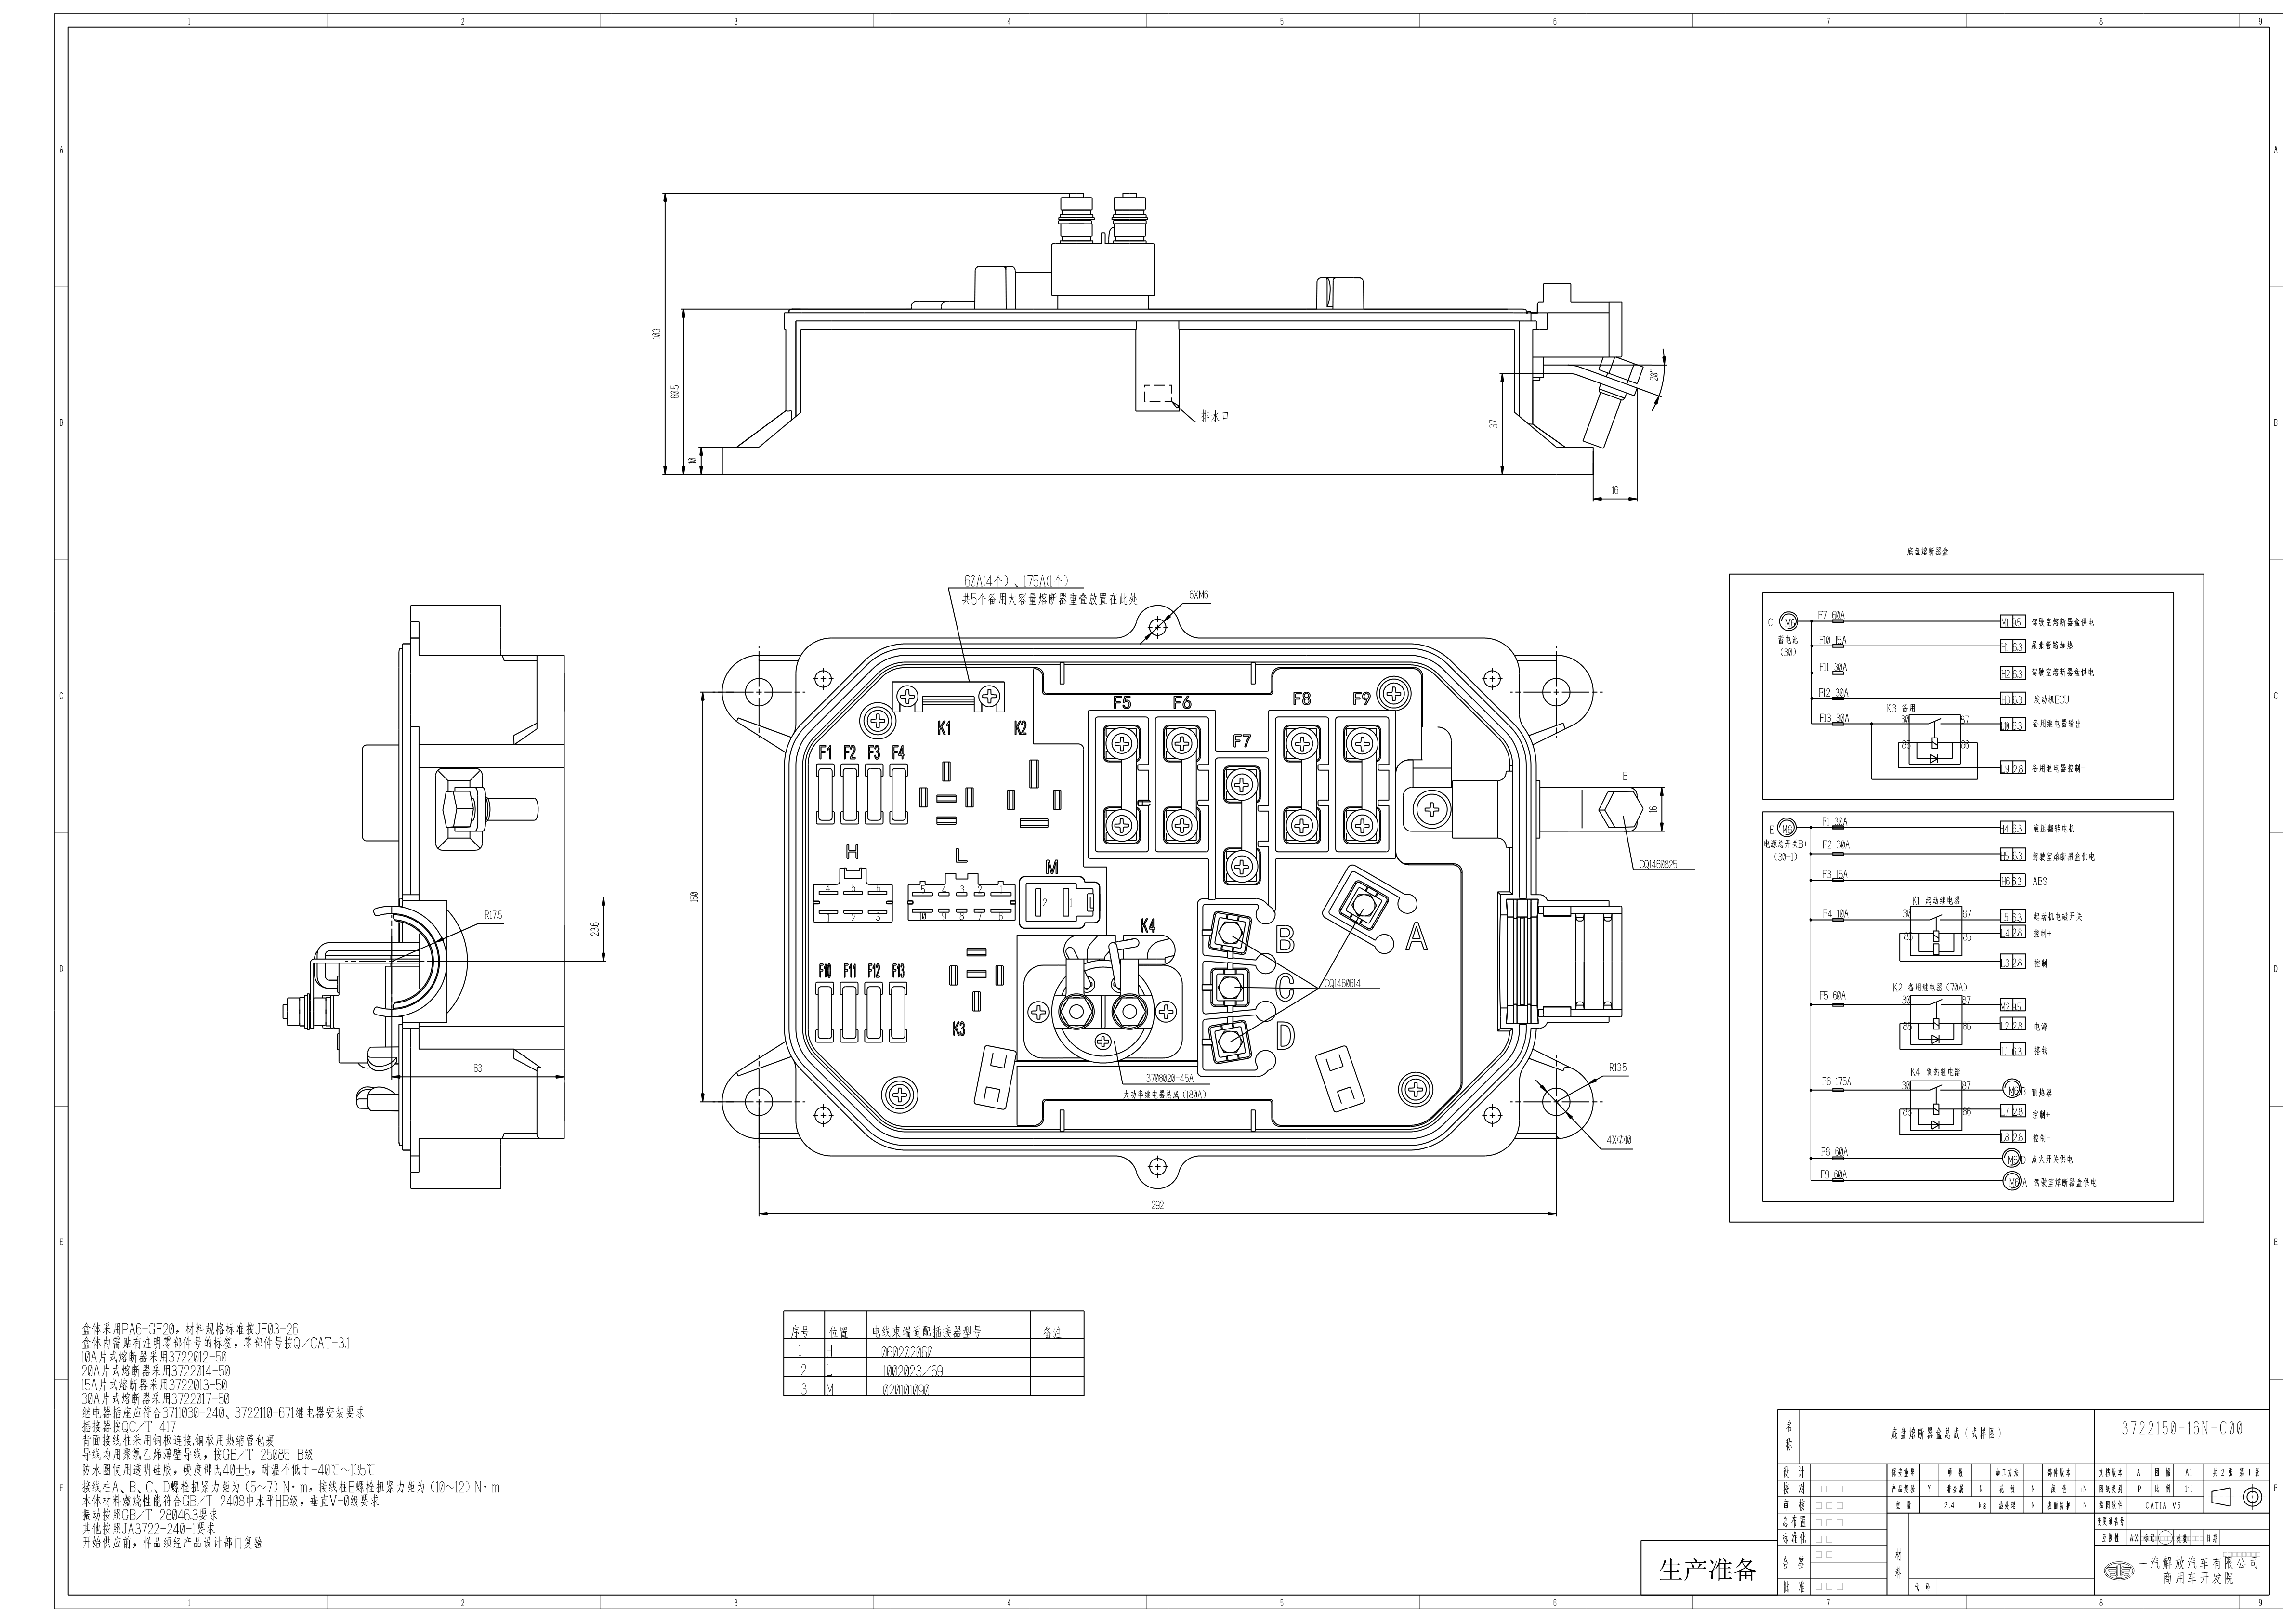 1 2 3 4 5 6 7 8 9
A
B
C
D
E
F
103
60.5
10
排水口
37
20°
16
60A(4个)、175A(1个)
共5个备用大容量熔断器重叠放置在此处
6XM6
K1 K2
F1 F2 F3 F4
F5 F6 F7 F8 F9
E
16
CQ1460825
H
4 5 6
1 2 3
L
5 4 3 2 1
10 9 8 7 6
M
2 1
K4
B
A
C
D
CQ1460614
F10 F11 F12 F13
K3
3708020-45A
大功率继电器总成(180A)
R13.5
4XΦ10
150
292
R17.5
23.6
63
底盘熔断器盒
C M6
蓄电池
(30)
F7 60A M1 9.5 驾驶室熔断器盒供电
F10 15A H1 6.3 尿素管路加热
F11 30A H2 6.3 驾驶室熔断器盒供电
F12 30A H3 6.3 发动机ECU
K3 备用
F13 30A 30 87 L10 6.3 备用继电器输出
85 86
L9 2.8 备用继电器控制-
E M8
电源总开关B+
(30-1)
F1 30A H4 6.3 液压翻转电机
F2 30A H5 6.3 驾驶室熔断器盒供电
F3 15A H6 6.3 ABS
K1 起动继电器
F4 10A 30 87 L5 6.3 起动机电磁开关
85 86 L4 2.8 控制+
L3 2.8 控制-
K2 备用继电器(70A)
F5 60A 30 87 M2 9.5
85 86 L2 2.8 电源
L1 6.3 搭铁
K4 预热继电器
F6 175A 30 87 M6 B 预热器
85 86 L7 2.8 控制+
L8 2.8 控制-
F8 60A M6 D 点火开关供电
F9 60A M6 A 驾驶室熔断器盒供电
序号 位置 电线束端适配插接器型号 备注
1 H 060202060
2 L 1002023/69
3 M 020101090
盒体采用PA6-GF20，材料规格标准按JF03-26
盒体内需贴有注明零部件号的标签，零部件号按Q/CAT-3.1
10A片式熔断器采用3722012-50
20A片式熔断器采用3722014-50
15A片式熔断器采用3722013-50
30A片式熔断器采用3722017-50
继电器插座应符合3711030-240、3722110-671继电器安装要求
插接器按QC/T 417
背面接线柱采用铜板连接,铜板用热缩管包裹
导线均用聚氯乙烯薄壁导线，按GB/T 25085 B级
防水圈使用透明硅胶，硬度邵氏40±5，耐温不低于-40℃～135℃
接线柱A、B、C、D螺栓扭紧力矩为（5～7）N·m，接线柱E螺栓扭紧力矩为（10～12）N·m
本体材料燃烧性能符合GB/T 2408中水平HB级，垂直V-0级要求
振动按照GB/T 28046.3要求
其他按照JA3722-240-1要求
开始供应前，样品须经产品设计部门复验
生产准备
名称 底盘熔断器盒总成(式样图) 3722150-16N-C00
设计 保安重要 项数 加工方法 部件版本 文档版本 A 图幅 A1 共 2 张 第 1 张
校对 产品复验 Y 非金属 N 花纹 N 颜色 N 图纸类别 P 比例 1:1
审核 重量 2.4 kg 热处理 N 表面防护 N 绘图软件 CATIA V5
总布置 变更通告号
标准化 互换性 AX 标记 处数 日期
会签 材料
一汽解放汽车有限公司
商用车开发院
批准 代码